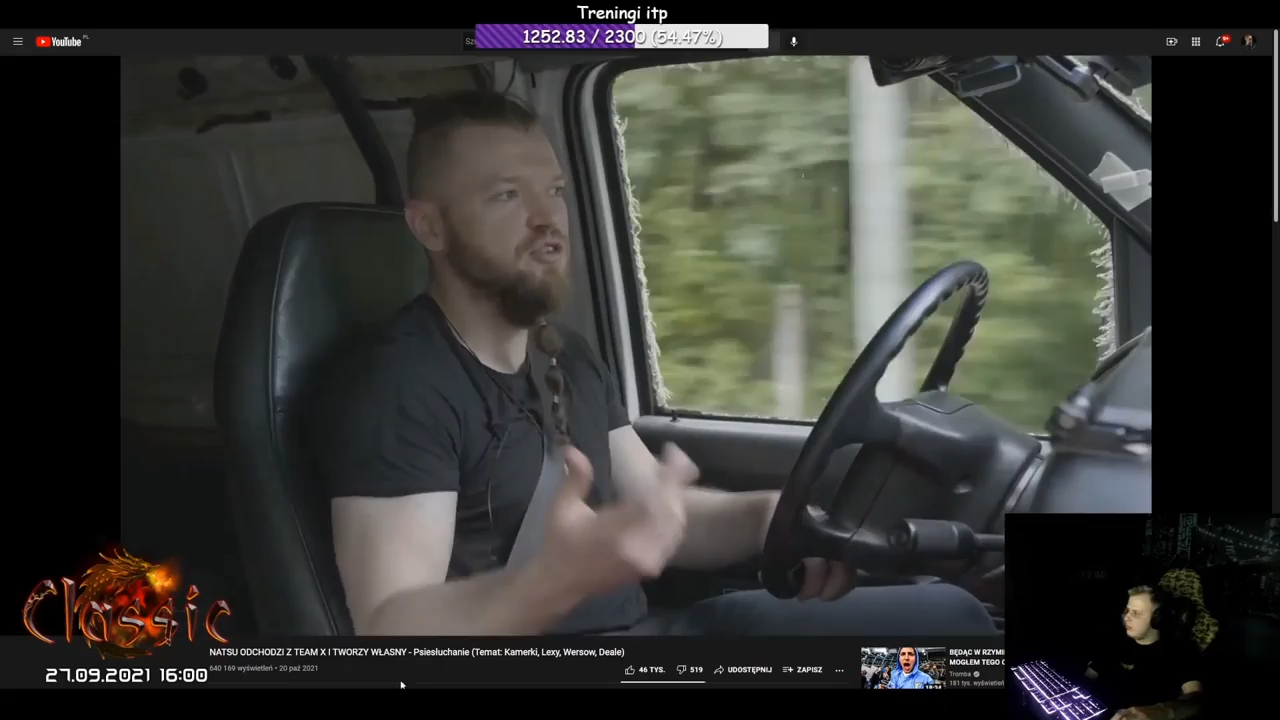 Treningi itp
1252.83 / 2300 (54.47%)
YouTube PL
NATSU ODCHODZI Z TEAM X I TWORZY WŁASNY - Psiesłuchanie (Temat: Kamerki, Lexy, Wersow, Deale)
640 169 wyświetleń • 20 paź 2021
46 TYS.
519
UDOSTĘPNIJ
ZAPISZ
BĘDĄC W RZYMI
MOGŁEM TEGO
Tromba
181 tys. wyświetleń
Classic
27.09.2021 16:00